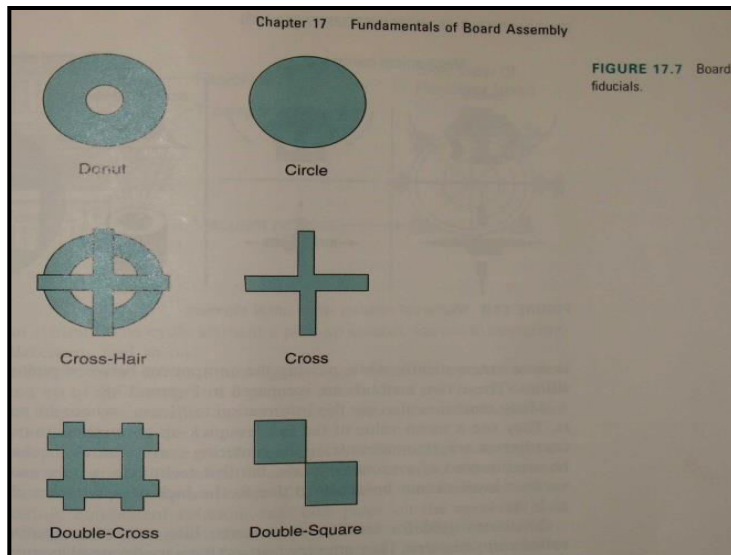 Chapter 17 Fundamentals of Board Assembly
FIGURE 17.7 Board
fiducials.
Donut
Circle
Cross-Hair
Cross
Double-Cross
Double-Square